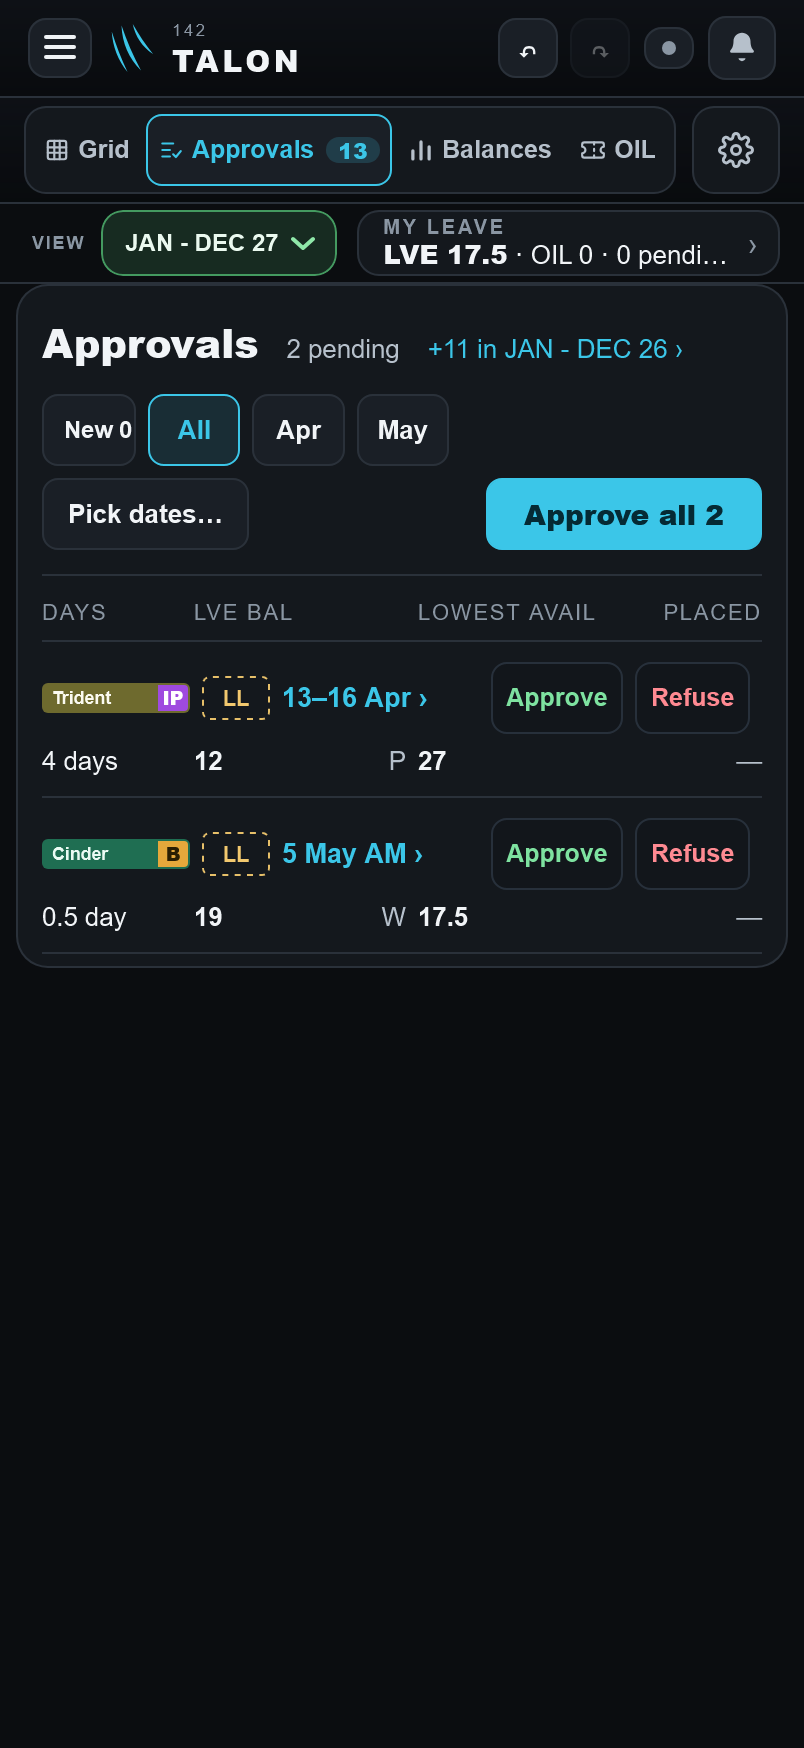 142
TALON
Grid
Approvals 13
Balances
OIL
VIEW
JAN - DEC 27
MY LEAVE
LVE 17.5 · OIL 0 · 0 pendi… ›
Approvals 2 pending +11 in JAN - DEC 26 ›
New 0 All Apr May
Pick dates… Approve all 2
DAYS LVE BAL LOWEST AVAIL PLACED
Trident IP LL 13–16 Apr › Approve Refuse
4 days 12 P 27 —
Cinder B LL 5 May AM › Approve Refuse
0.5 day 19 W 17.5 —